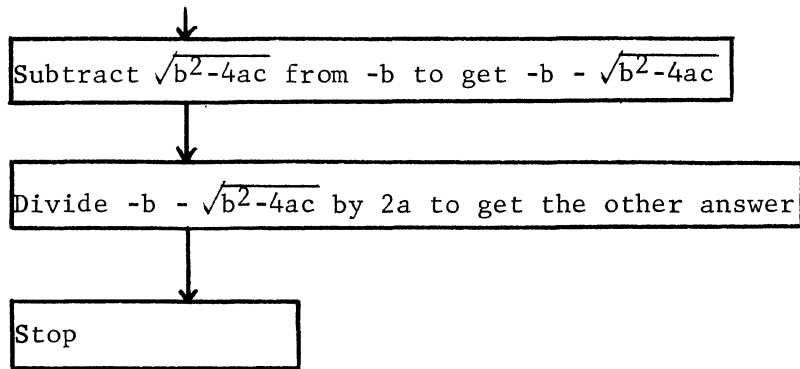 Subtract √b²-4ac from -b to get -b - √b²-4ac
Divide -b - √b²-4ac by 2a to get the other answer
Stop